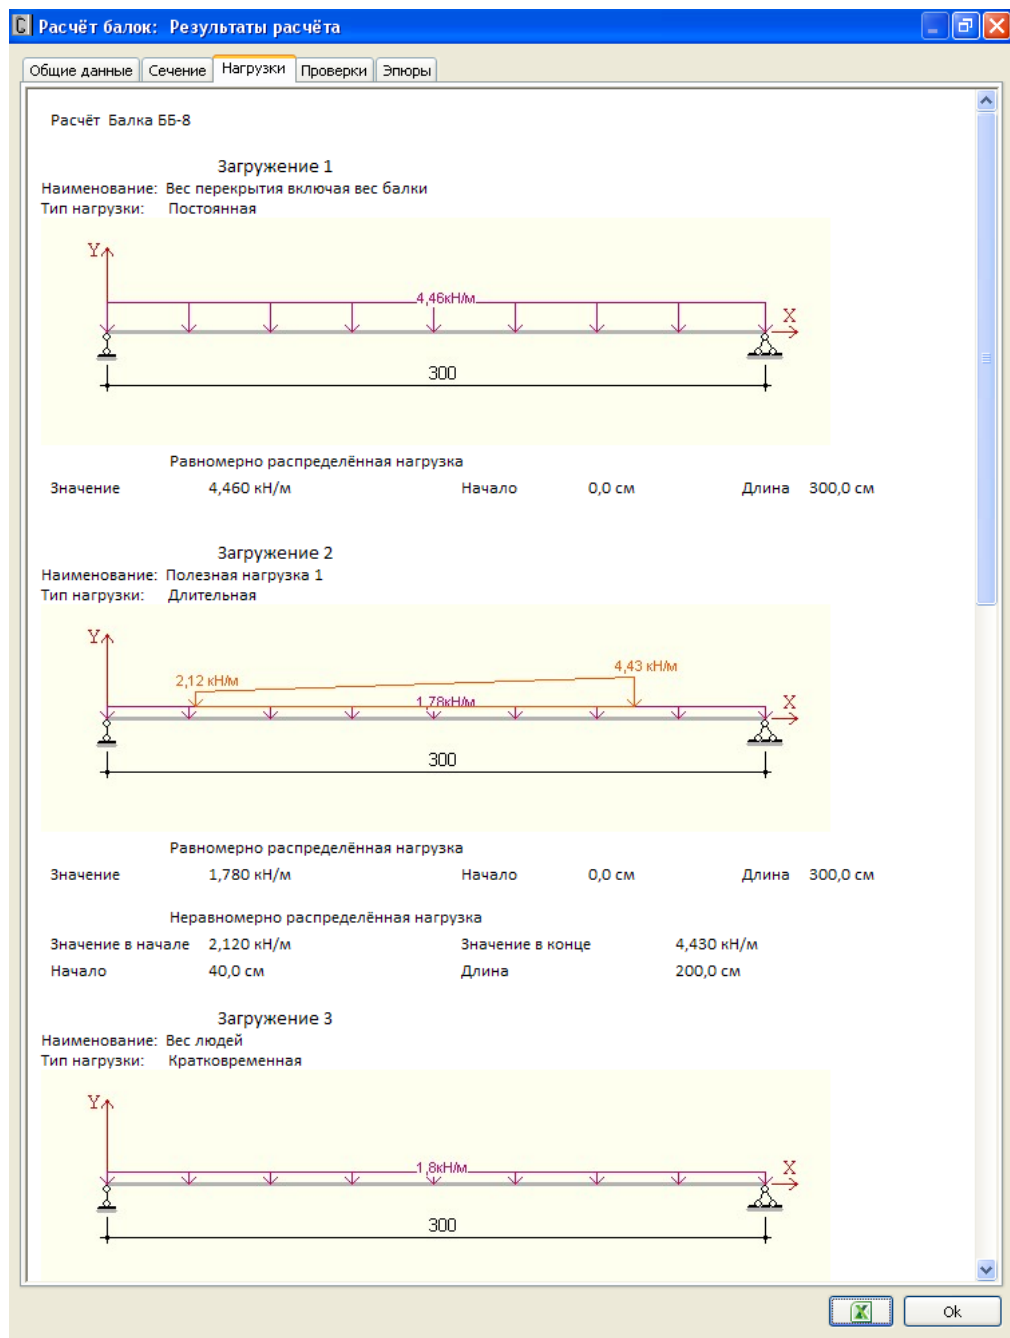 Расчёт балок: Результаты расчёта
Общие данные Сечение Нагрузки Проверки Эпюры
Расчёт Балка ББ-8
Загружение 1
Наименование: Вес перекрытия включая вес балки
Тип нагрузки: Постоянная
Y
4,46кН/м
X
300
Равномерно распределённая нагрузка
Значение 4,460 кН/м Начало 0,0 см Длина 300,0 см
Загружение 2
Наименование: Полезная нагрузка 1
Тип нагрузки: Длительная
Y
4,43 кН/м
2,12 кН/м
1,78кН/м
X
300
Равномерно распределённая нагрузка
Значение 1,780 кН/м Начало 0,0 см Длина 300,0 см
Неравномерно распределённая нагрузка
Значение в начале 2,120 кН/м Значение в конце 4,430 кН/м
Начало 40,0 см Длина 200,0 см
Загружение 3
Наименование: Вес людей
Тип нагрузки: Кратковременная
Y
1,8кН/м
X
300
Ok